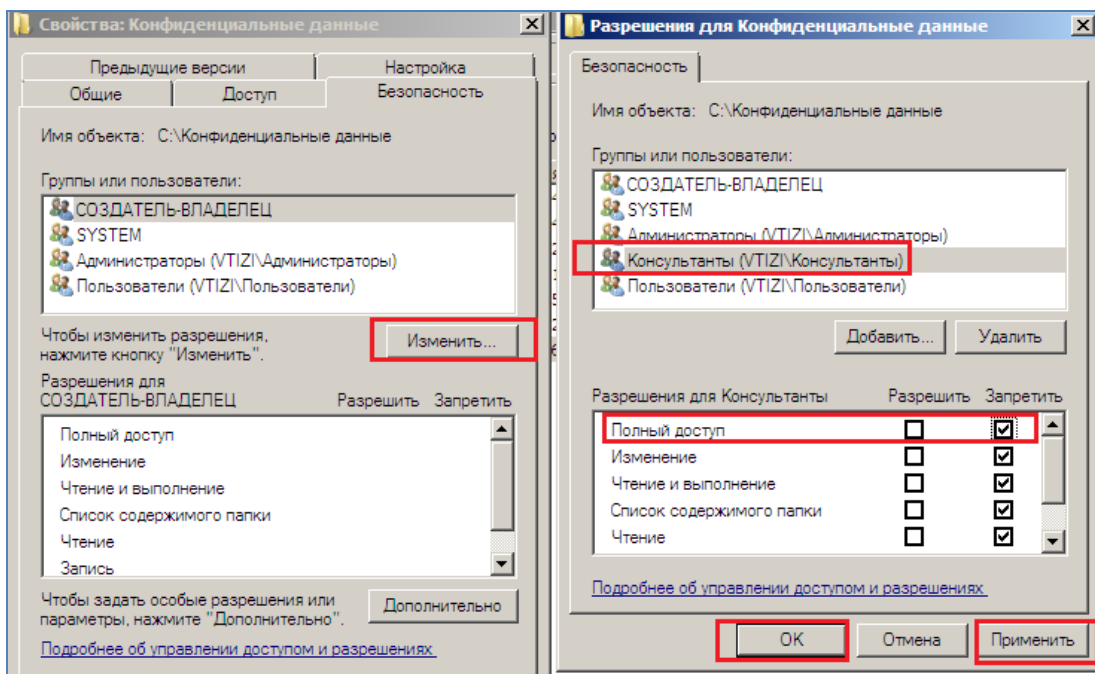 Свойства: Конфиденциальные данные
Предыдущие версии
Настройка
Общие
Доступ
Безопасность
Имя объекта: C:\Конфиденциальные данные
Группы или пользователи:
СОЗДАТЕЛЬ-ВЛАДЕЛЕЦ
SYSTEM
Администраторы (VTIZI\Администраторы)
Пользователи (VTIZI\Пользователи)
Чтобы изменить разрешения,
нажмите кнопку "Изменить".
Изменить...
Разрешения для
СОЗДАТЕЛЬ-ВЛАДЕЛЕЦ
Разрешить Запретить
Полный доступ
Изменение
Чтение и выполнение
Список содержимого папки
Чтение
Запись
Чтобы задать особые разрешения или
параметры, нажмите "Дополнительно".
Дополнительно
Подробнее об управлении доступом и разрешениях
Разрешения для Конфиденциальные данные
Безопасность
Имя объекта: C:\Конфиденциальные данные
Группы или пользователи:
СОЗДАТЕЛЬ-ВЛАДЕЛЕЦ
SYSTEM
Администраторы (VTIZI\Администраторы)
Консультанты (VTIZI\Консультанты)
Пользователи (VTIZI\Пользователи)
Добавить...
Удалить
Разрешения для Консультанты
Разрешить Запретить
Полный доступ
Изменение
Чтение и выполнение
Список содержимого папки
Чтение
Подробнее об управлении доступом и разрешениях
OK
Отмена
Применить